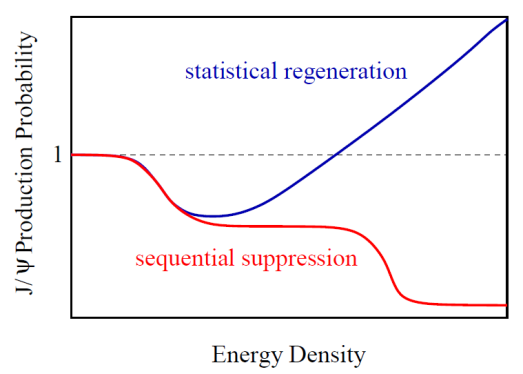 statistical regeneration
J/ψ Production Probability
1
sequential suppression
Energy Density